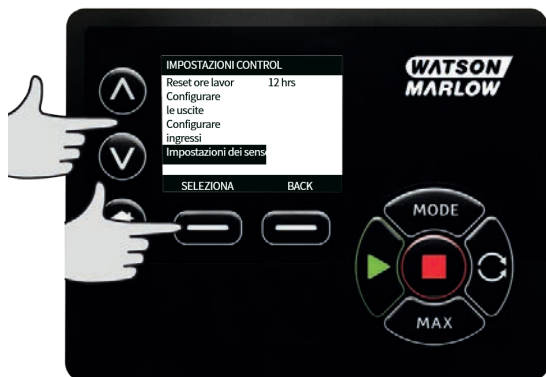 IMPOSTAZIONI CONTROL
Reset ore lavor 12 hrs
Configurare
le uscite
Configurare
ingressi
Impostazioni dei sens
SELEZIONA BACK
WATSON
MARLOW
MODE
MAX